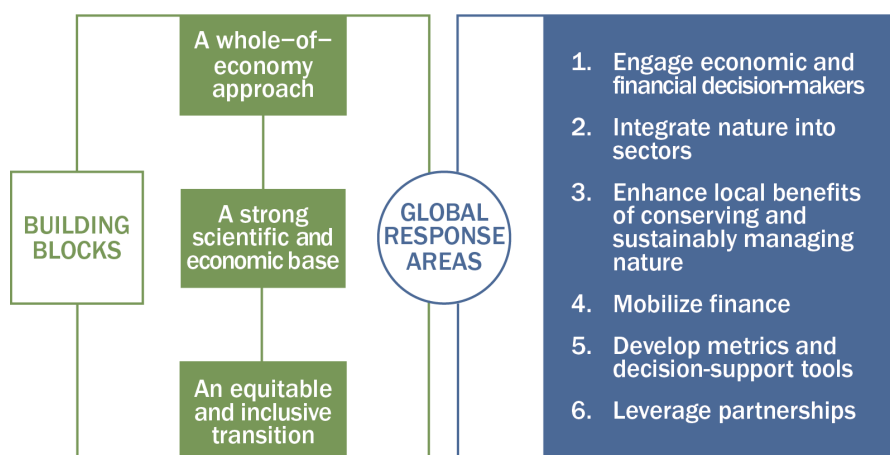 BUILDING
BLOCKS
A whole–of–
economy
approach
A strong
scientific and
economic base
An equitable
and inclusive
transition
GLOBAL
RESPONSE
AREAS
1. Engage economic and
financial decision-makers
2. Integrate nature into
sectors
3. Enhance local benefits
of conserving and
sustainably managing
nature
4. Mobilize finance
5. Develop metrics and
decision-support tools
6. Leverage partnerships